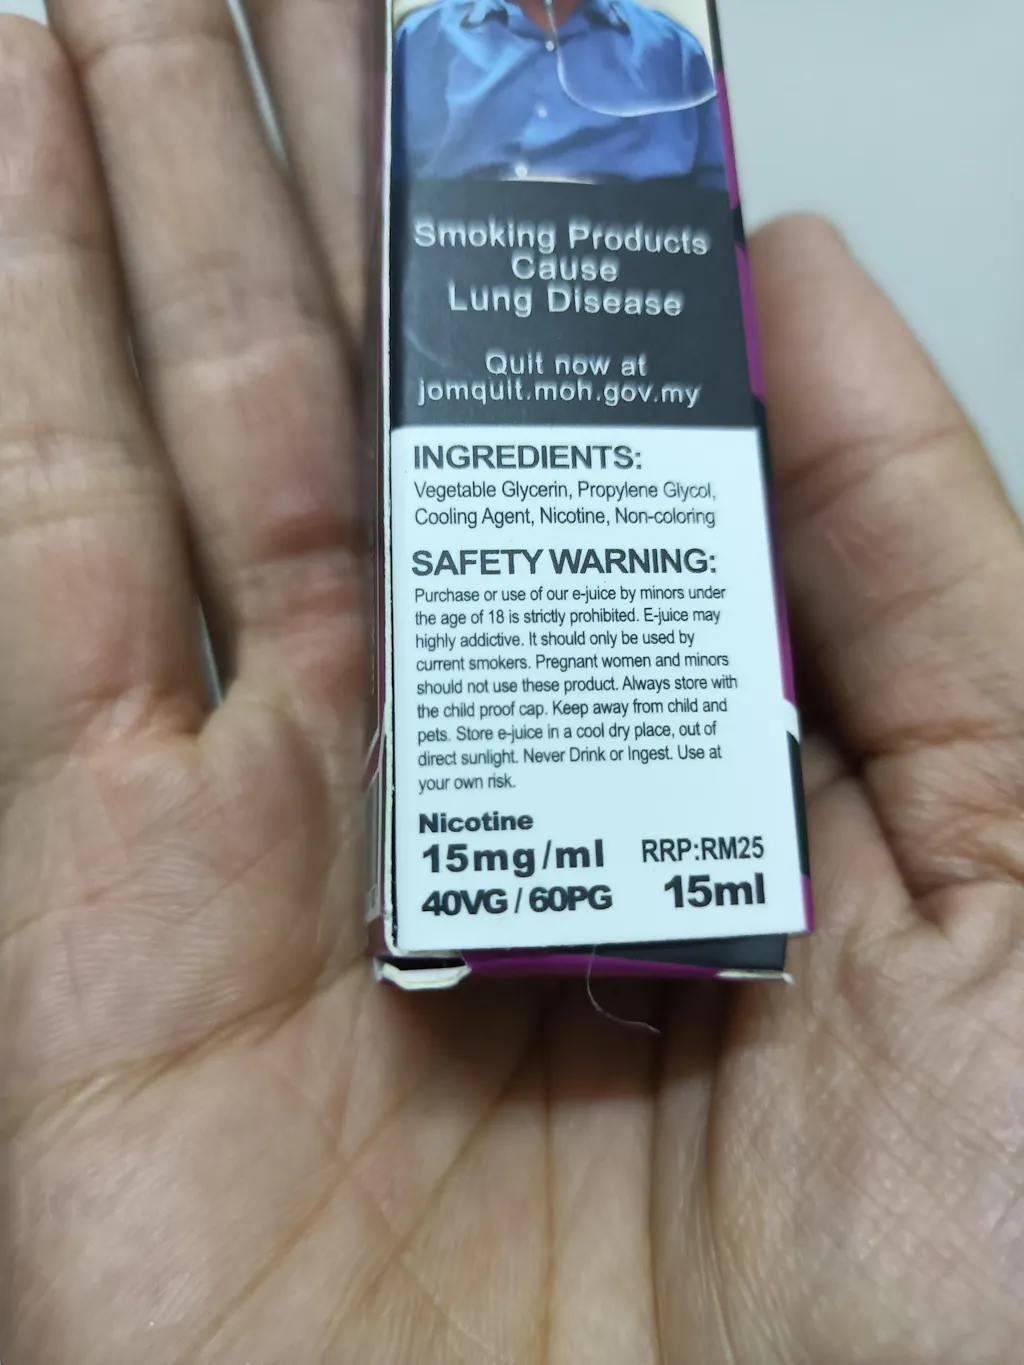 Smoking Products
Cause
Lung Disease
Quit now at
jomquit.moh.gov.my
INGREDIENTS:
Vegetable Glycerin, Propylene Glycol,
Cooling Agent, Nicotine, Non-coloring
SAFETY WARNING:
Purchase or use of our e-juice by minors under
the age of 18 is strictly prohibited. E-juice may
highly addictive. It should only be used by
current smokers. Pregnant women and minors
should not use these product. Always store with
the child proof cap. Keep away from child and
pets. Store e-juice in a cool dry place, out of
direct sunlight. Never Drink or Ingest. Use at
your own risk.
Nicotine
15mg/ml RRP:RM25
40VG / 60PG 15ml